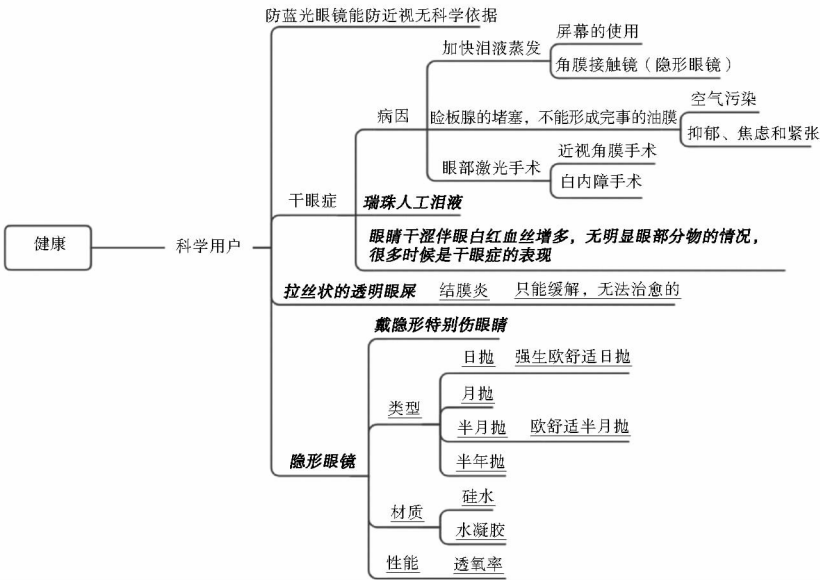 防蓝光眼镜能防近视无科学依据
屏幕的使用
加快泪液蒸发
角膜接触镜（隐形眼镜）
空气污染
病因
睑板腺的堵塞，不能形成完事的油膜
抑郁、焦虑和紧张
近视角膜手术
眼部激光手术
白内障手术
干眼症
瑞珠人工泪液
眼睛干涩伴眼白红血丝增多，无明显眼部分物的情况，
很多时候是干眼症的表现
健康
科学用户
拉丝状的透明眼屎
结膜炎
只能缓解，无法治愈的
戴隐形特别伤眼睛
日抛
强生欧舒适日抛
类型
月抛
半月抛
欧舒适半月抛
半年抛
隐形眼镜
硅水
材质
水凝胶
性能
透氧率